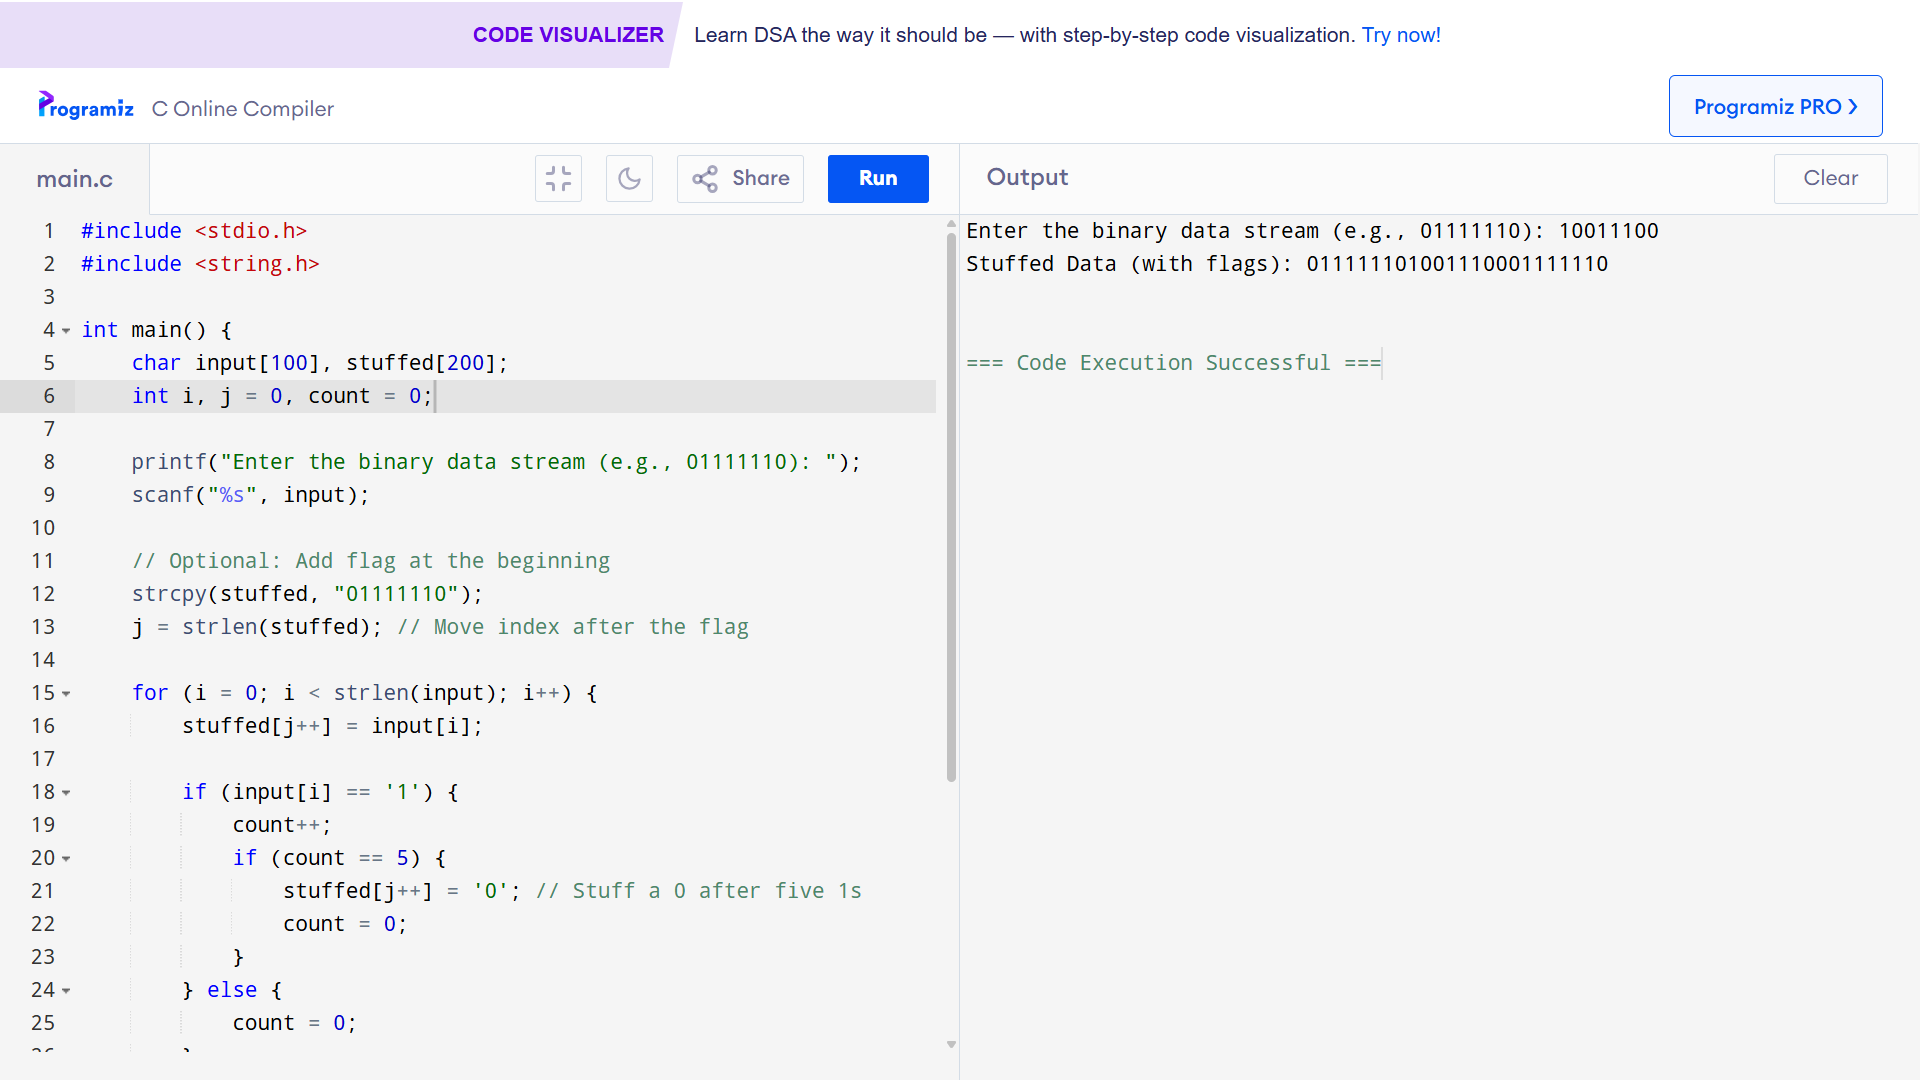 CODE VISUALIZER Learn DSA the way it should be — with step-by-step code visualization. Try now!
Programiz C Online Compiler
Programiz PRO ❯
main.c
Share
Run
1 #include <stdio.h>
2 #include <string.h>
3
4 int main() {
5 char input[100], stuffed[200];
6 int i, j = 0, count = 0;
7
8 printf("Enter the binary data stream (e.g., 01111110): ");
9 scanf("%s", input);
10
11 // Optional: Add flag at the beginning
12 strcpy(stuffed, "01111110");
13 j = strlen(stuffed); // Move index after the flag
14
15 for (i = 0; i < strlen(input); i++) {
16 stuffed[j++] = input[i];
17
18 if (input[i] == '1') {
19 count++;
20 if (count == 5) {
21 stuffed[j++] = '0'; // Stuff a 0 after five 1s
22 count = 0;
23 }
24 } else {
25 count = 0;
Output
Clear
Enter the binary data stream (e.g., 01111110): 10011100
Stuffed Data (with flags): 011111101001110001111110
=== Code Execution Successful ===